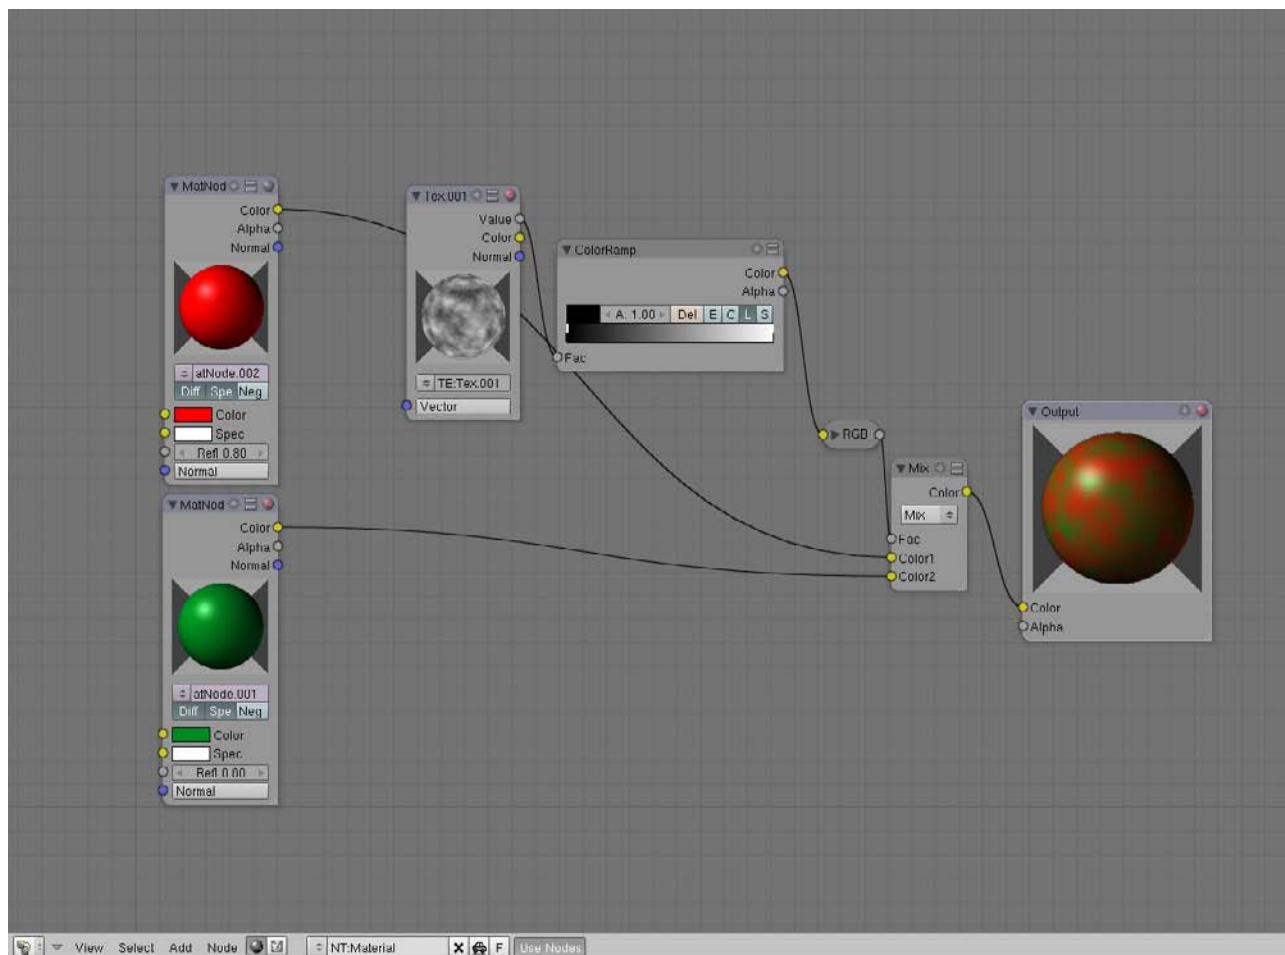 MatNod
Color
Alpha
Normal
atNode.002
Diff Spe Neg
Color
Spec
Refl 0.80
Normal
MatNod
Color
Alpha
Normal
atNode.001
Diff Spe Neg
Color
Spec
Refl 0.00
Normal
Tex.001
Value
Color
Normal
TE:Tex.001
Vector
ColorRamp
Color
Alpha
A: 1.00 Del E C L S
Fac
RGB
Mix
Color
Mix
Fac
Color1
Color2
Output
Color
Alpha
View Select Add Node NT:Material X F Use Nodes